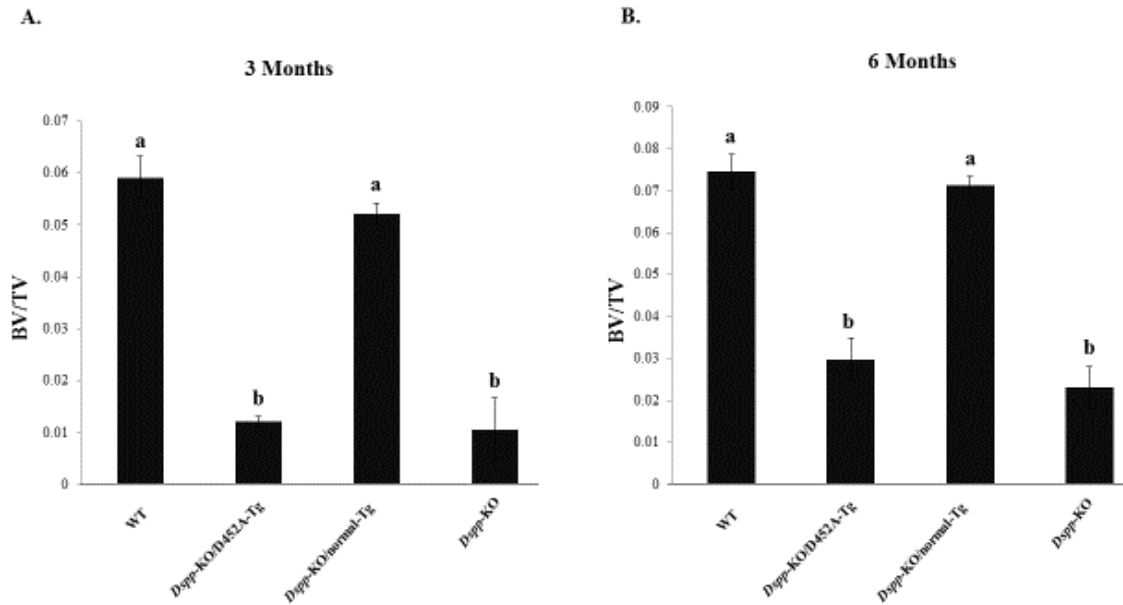 A.
3 Months
0.07
0.06
0.05
0.04
0.03
0.02
0.01
0
BV/TV
a
b
a
b
WT
Dspp-KO/D452A-Tg
Dspp-KO/normal-Tg
Dspp-KO
B.
6 Months
0.09
0.08
0.07
0.06
0.05
0.04
0.03
0.02
0.01
0
BV/TV
a
b
a
b
WT
Dspp-KO/D452A-Tg
Dspp-KO/normal-Tg
Dspp-KO